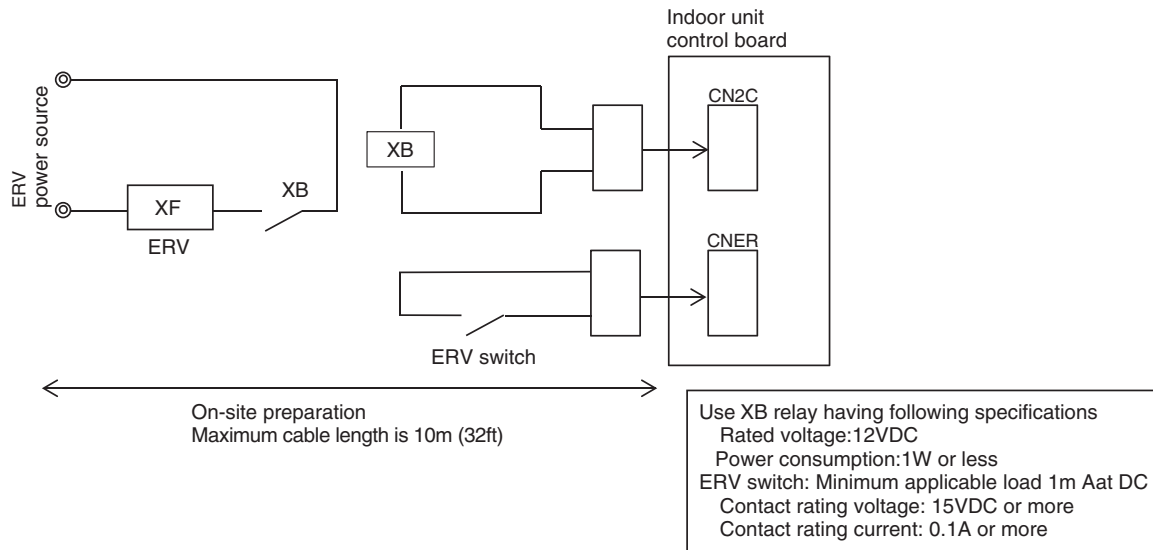 Indoor unit
control board
ERV
power source
CN2C
XB
XB
XF
ERV
CNER
ERV switch
On-site preparation
Maximum cable length is 10m (32ft)
Use XB relay having following specifications
Rated voltage:12VDC
Power consumption:1W or less
ERV switch: Minimum applicable load 1m Aat DC
Contact rating voltage: 15VDC or more
Contact rating current: 0.1A or more